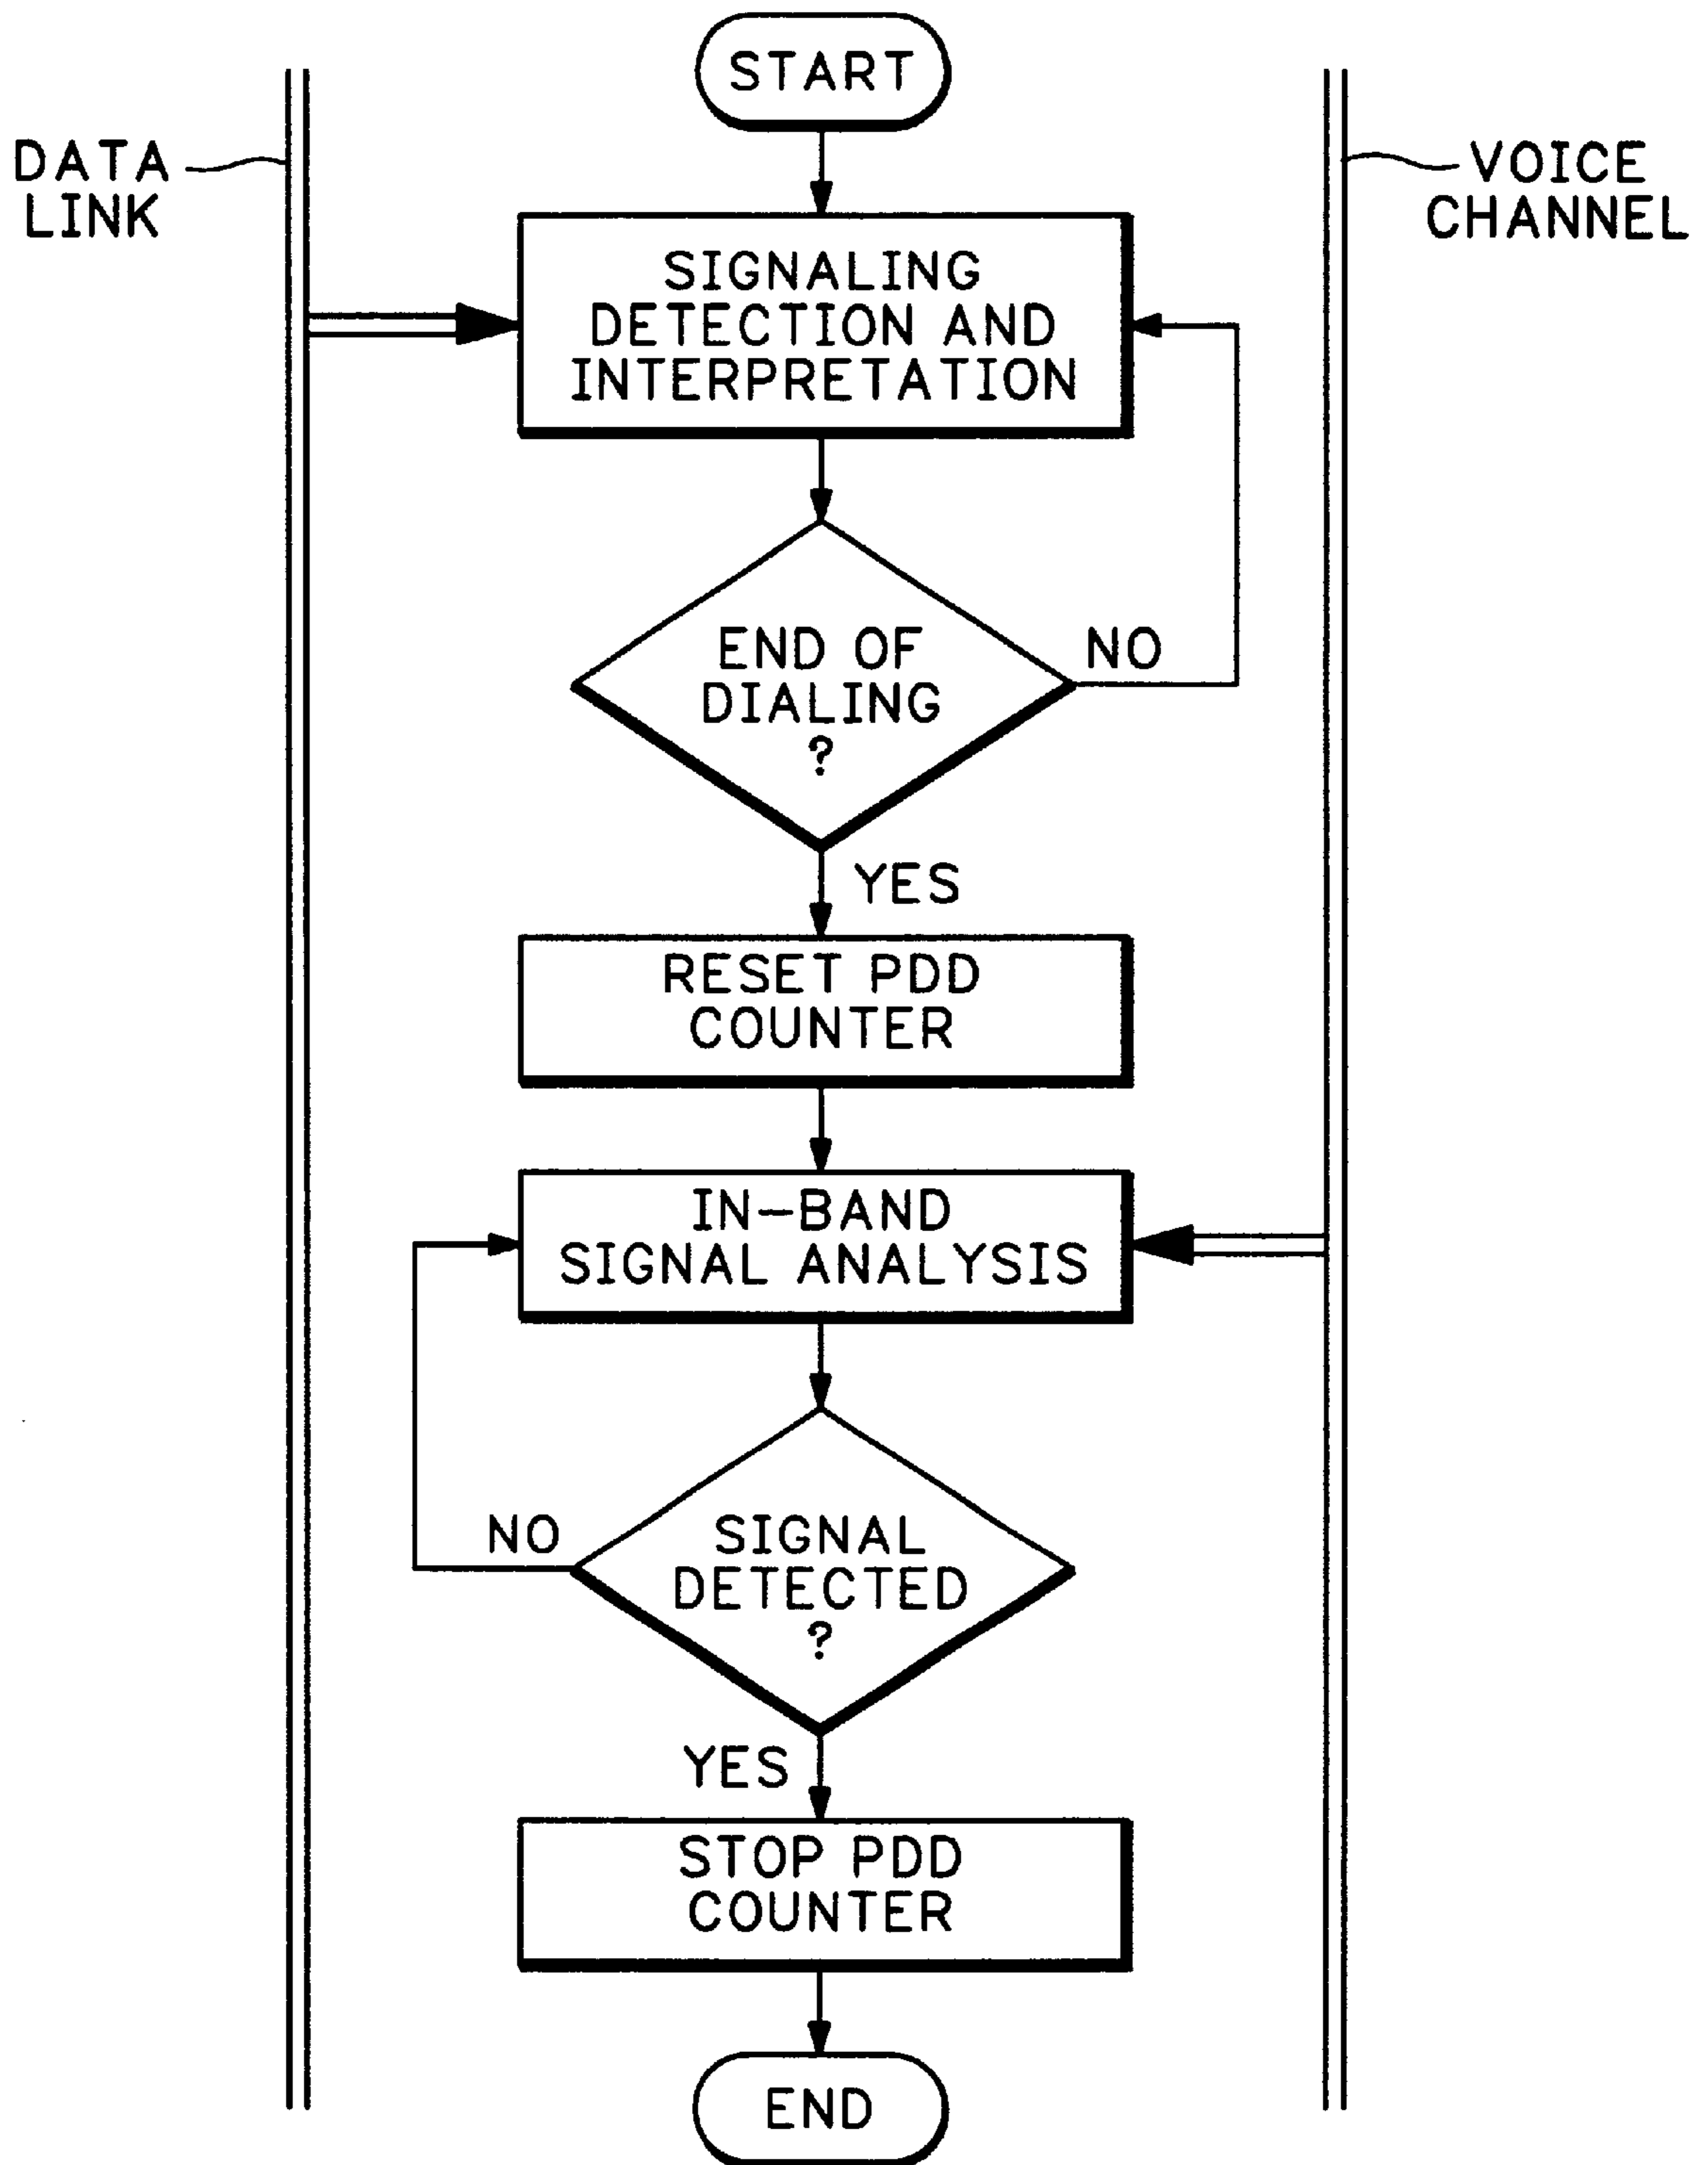 START
DATA
LINK
VOICE
CHANNEL
SIGNALING
DETECTION AND
INTERPRETATION
END OF
DIALING
?
NO
YES
RESET PDD
COUNTER
IN-BAND
SIGNAL ANALYSIS
NO
SIGNAL
DETECTED
?
YES
STOP PDD
COUNTER
END